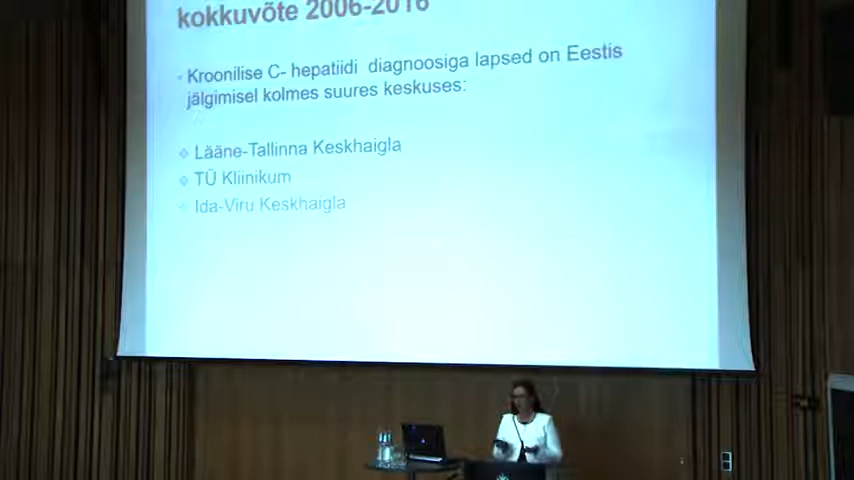 kokkuvõte 2006-2016
Kroonilise C- hepatiidi diagnoosiga lapsed on Eestis
jälgimisel kolmes suures keskuses:
Lääne-Tallinna Keskhaigla
TÜ Kliinikum
Ida-Viru Keskhaigla